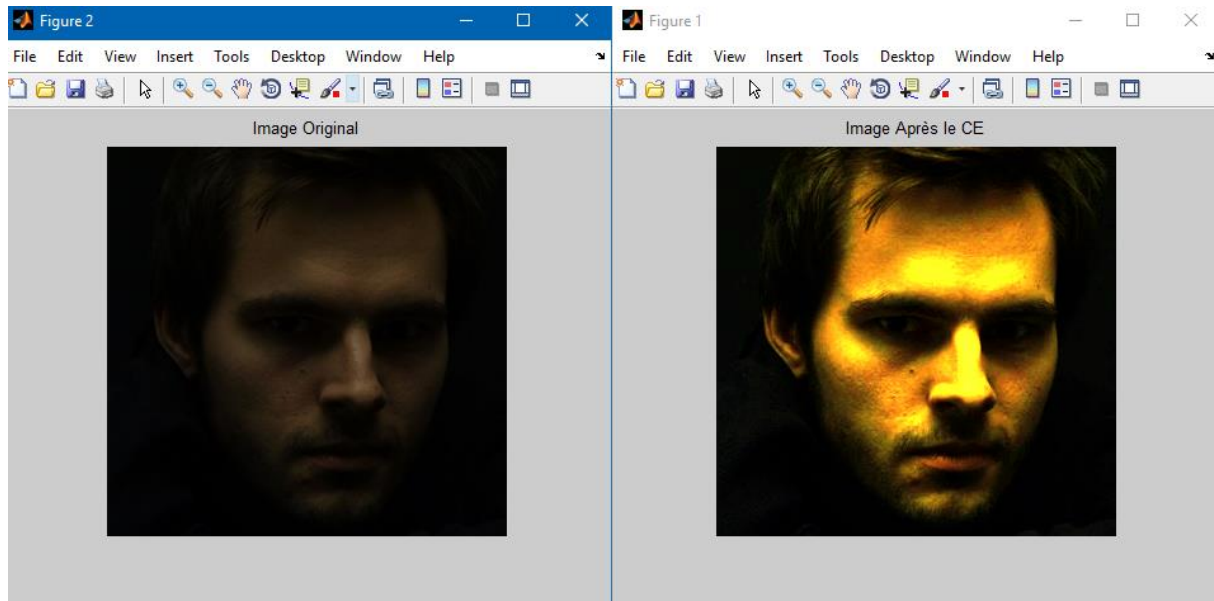 Figure 2
File Edit View Insert Tools Desktop Window Help
Image Original
Figure 1
File Edit View Insert Tools Desktop Window Help
Image Après le CE